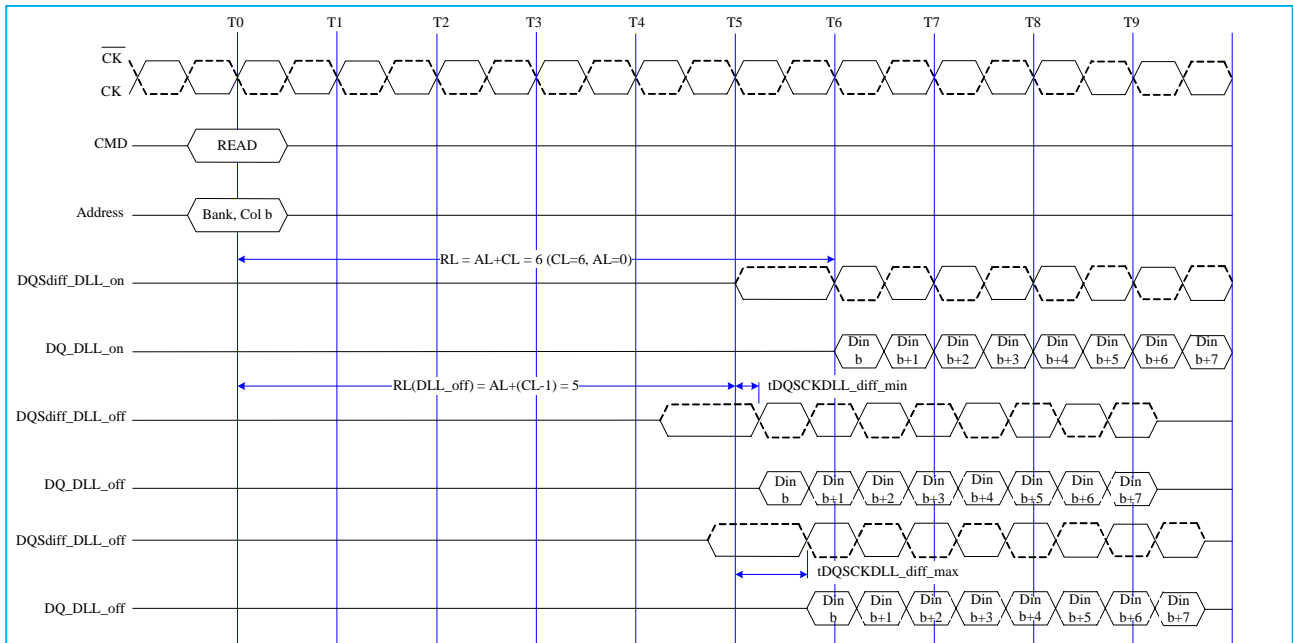 T0 T1 T2 T3 T4 T5 T6 T7 T8 T9
CK
CK
CMD READ
Address Bank, Col b
RL = AL+CL = 6 (CL=6, AL=0)
DQSdiff_DLL_on
DQ_DLL_on Din b Din b+1 Din b+2 Din b+3 Din b+4 Din b+5 Din b+6 Din b+7
RL(DLL_off) = AL+(CL-1) = 5 tDQSCKDLL_diff_min
DQSdiff_DLL_off
DQ_DLL_off Din b Din b+1 Din b+2 Din b+3 Din b+4 Din b+5 Din b+6 Din b+7
DQSdiff_DLL_off
tDQSCKDLL_diff_max
DQ_DLL_off Din b Din b+1 Din b+2 Din b+3 Din b+4 Din b+5 Din b+6 Din b+7